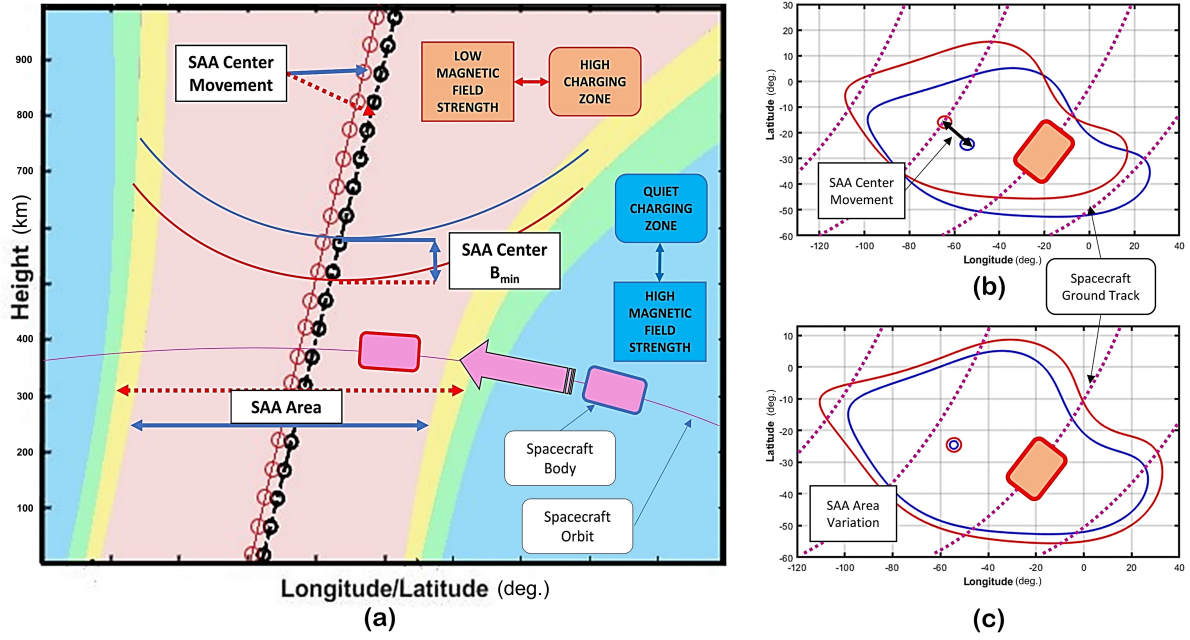 SAA Center
Movement
LOW
MAGNETIC
FIELD
STRENGTH
HIGH
CHARGING
ZONE
QUIET
CHARGING
ZONE
HIGH
MAGNETIC
FIELD
STRENGTH
SAA Center
Bmin
SAA Area
Spacecraft
Body
Spacecraft
Orbit
Height (km)
900
800
700
600
400
300
200
100
Longitude/Latitude (deg.)
(a)
Latitude (deg.)
30
20
10
0
-10
-20
-30
-40
-50
-60
-120
-100
-80
-60
-40
-20
0
20
40
Longitude (deg.)
SAA Center
Movement
(b)
Spacecraft
Ground Track
Latitude (deg.)
10
0
-10
-20
-30
-40
-50
-60
-120
-100
-80
-60
-40
-20
0
20
40
Longitude (deg.)
SAA Area
Variation
(c)